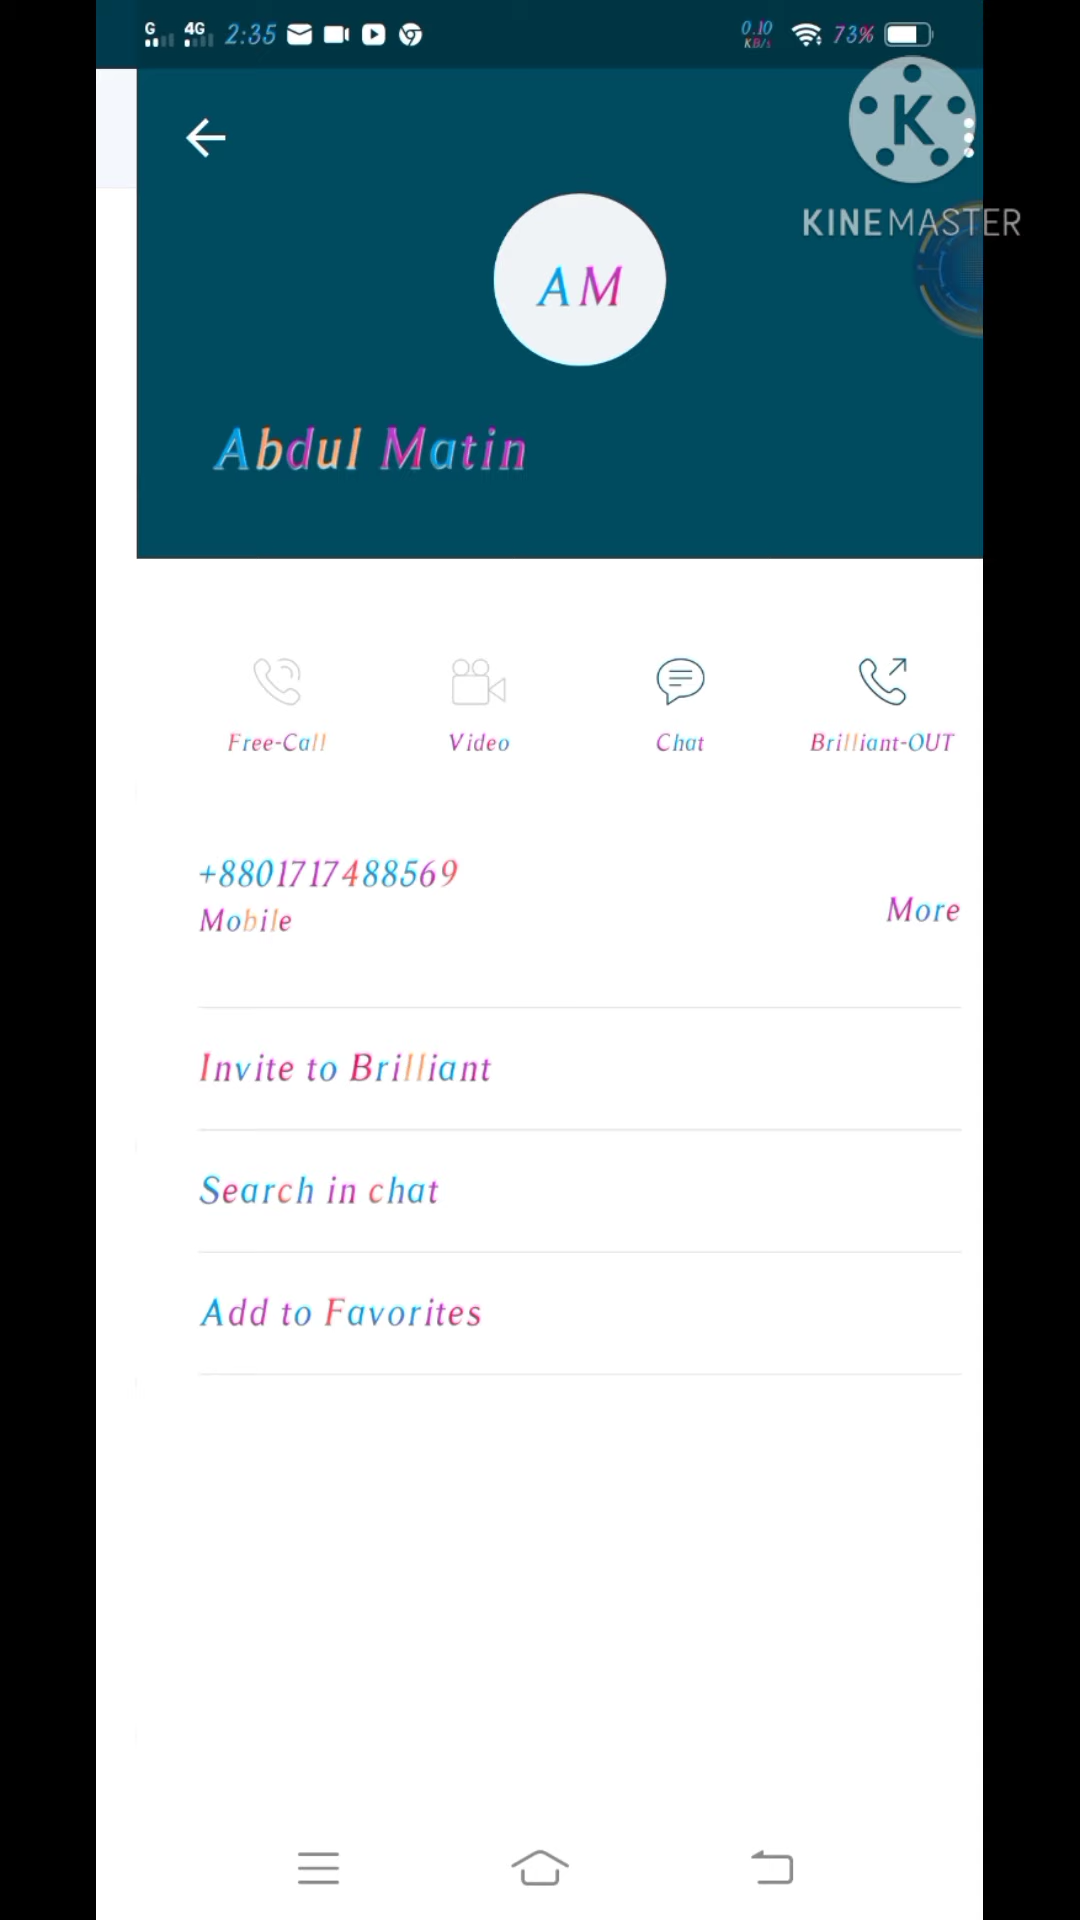 G 4G 2:35 0.10 KB/s 73%
K
KINEMASTER
AM
Abdul Matin
Free-Call Video Chat Brilliant-OUT
+8801717488569
Mobile
More
Invite to Brilliant
Search in chat
Add to Favorites